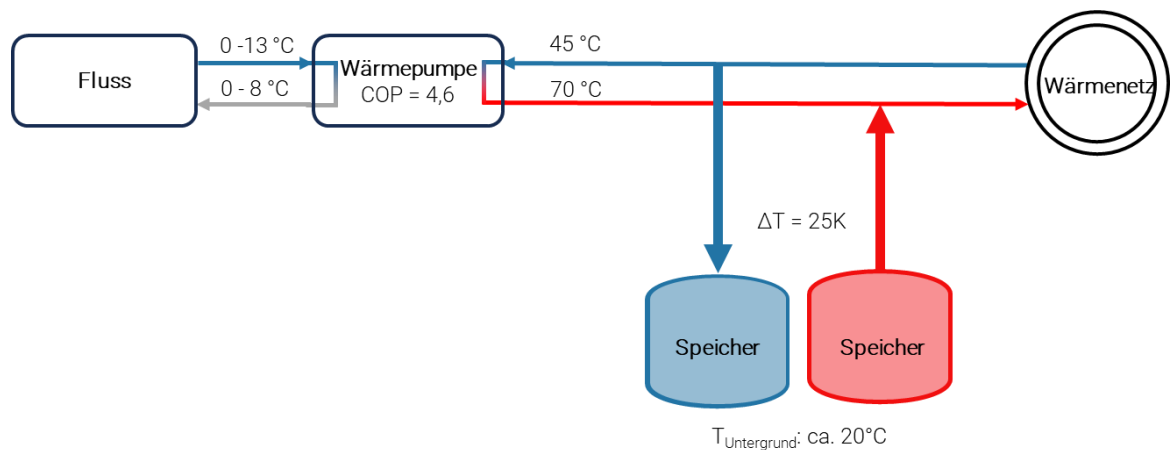 Fluss
0 -13 °C
0 - 8 °C
Wärmepumpe
COP = 4,6
45 °C
70 °C
Wärmenetz
ΔT = 25K
Speicher
Speicher
TUntergrund: ca. 20°C